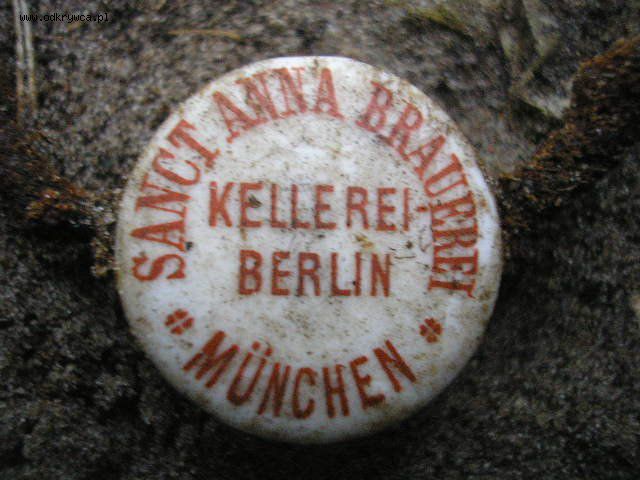 www.odkrywca.pl
SANCT ANNA BRAUEREI
KELLEREI-
BERLIN
MÜNCHEN